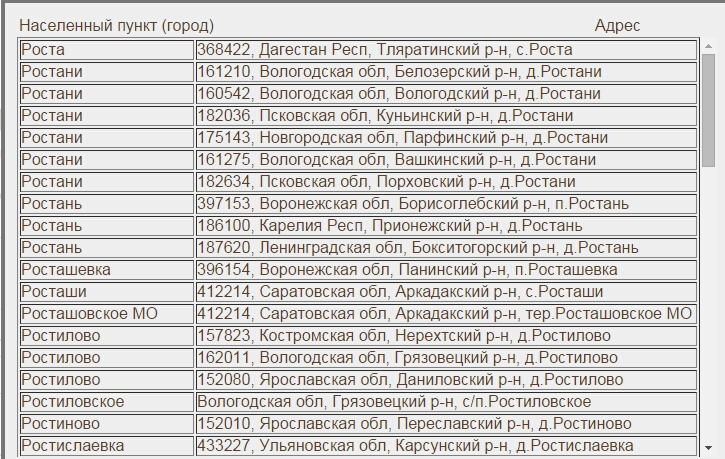 Населенный пункт (город) Адрес
Роста 368422, Дагестан Респ, Тляратинский р-н, с.Роста
Ростани 161210, Вологодская обл, Белозерский р-н, д.Ростани
Ростани 160542, Вологодская обл, Вологодский р-н, д.Ростани
Ростани 182036, Псковская обл, Куньинский р-н, д.Ростани
Ростани 175143, Новгородская обл, Парфинский р-н, д.Ростани
Ростани 161275, Вологодская обл, Вашкинский р-н, д.Ростани
Ростани 182634, Псковская обл, Порховский р-н, д.Ростани
Ростань 397153, Воронежская обл, Борисоглебский р-н, п.Ростань
Ростань 186100, Карелия Респ, Прионежский р-н, д.Ростань
Ростань 187620, Ленинградская обл, Бокситогорский р-н, д.Ростань
Росташевка 396154, Воронежская обл, Панинский р-н, п.Росташевка
Росташи 412214, Саратовская обл, Аркадакский р-н, с.Росташи
Росташовское МО 412214, Саратовская обл, Аркадакский р-н, тер.Росташовское МО
Ростилово 157823, Костромская обл, Нерехтский р-н, д.Ростилово
Ростилово 162011, Вологодская обл, Грязовецкий р-н, д.Ростилово
Ростилово 152080, Ярославская обл, Даниловский р-н, д.Ростилово
Ростиловское Вологодская обл, Грязовецкий р-н, с/п.Ростиловское
Ростиново 152010, Ярославская обл, Переславский р-н, д.Ростиново
Ростислаевка 433227, Ульяновская обл, Карсунский р-н, д.Ростислаевка